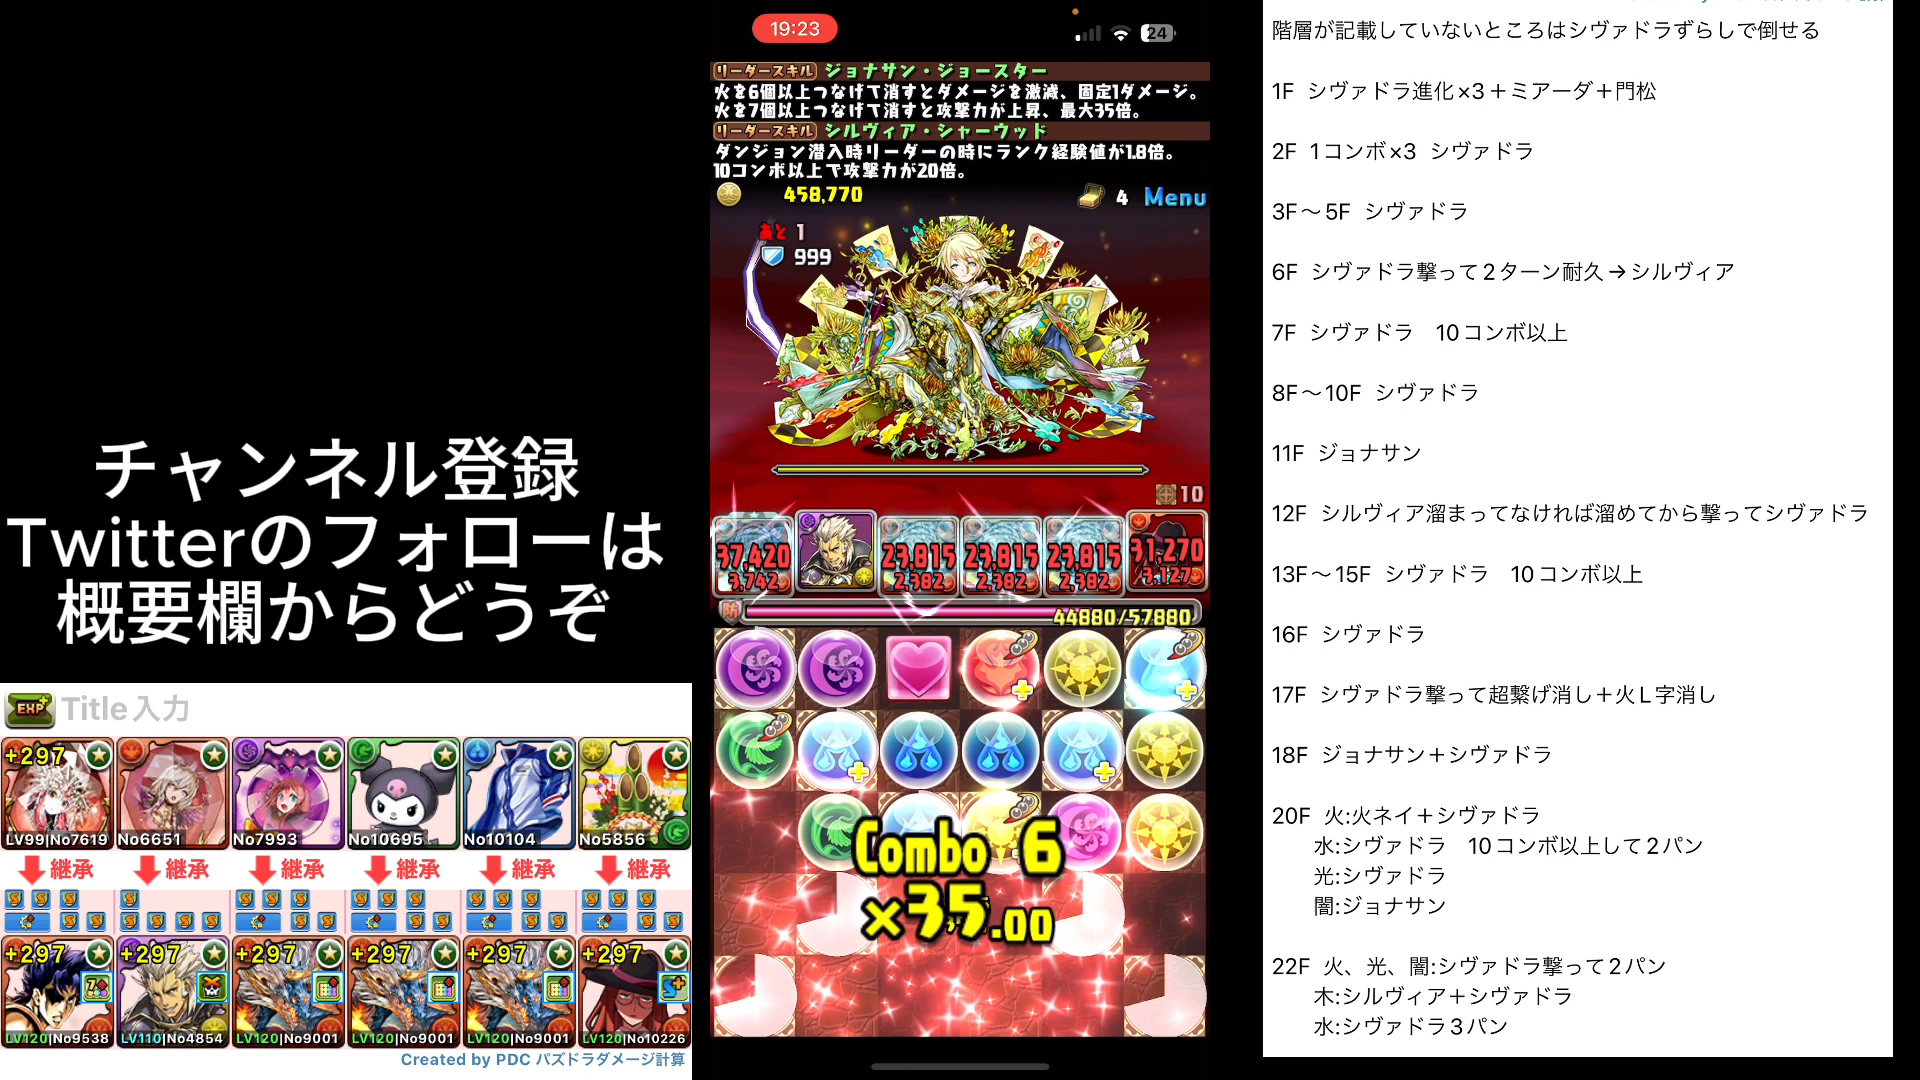 チャンネル登録
Twitterのフォローは
概要欄からどうぞ
EXP Title入力
+297
LV99|No7619
No6651
No7993
No10695
No10104
No5856
継承
継承
継承
継承
継承
継承
+297
+297
+297
+297
+297
+297
LV120|No9538
LV110|No4854
LV120|No9001
LV120|No9001
LV120|No9001
LV120|No10226
Created by PDC パズドラダメージ計算
19:23
24
リーダースキル ジョナサン・ジョースター
火を6個以上つなげて消すとダメージを激減、固定1ダメージ。
火を7個以上つなげて消すと攻撃力が上昇、最大35倍。
リーダースキル シルヴィア・シャーウッド
ダンジョン潜入時リーダーの時にランク経験値が1.8倍。
10コンボ以上で攻撃力が20倍。
458,770
4 Menu
あと 1
999
10
37,420
3,742
23,815
2,382
23,815
2,382
23,815
2,382
31,270
3,127
防
44880/57880
Combo 6
×35.00
階層が記載していないところはシヴァドラずらしで倒せる
1F シヴァドラ進化×3＋ミアーダ＋門松
2F 1コンボ×3 シヴァドラ
3F〜5F シヴァドラ
6F シヴァドラ撃って2ターン耐久→シルヴィア
7F シヴァドラ 10コンボ以上
8F〜10F シヴァドラ
11F ジョナサン
12F シルヴィア溜まってなければ溜めてから撃ってシヴァドラ
13F〜15F シヴァドラ 10コンボ以上
16F シヴァドラ
17F シヴァドラ撃って超繋げ消し＋火L字消し
18F ジョナサン＋シヴァドラ
20F 火:火ネイ＋シヴァドラ
水:シヴァドラ 10コンボ以上して2パン
光:シヴァドラ
闇:ジョナサン
22F 火、光、闇:シヴァドラ撃って2パン
木:シルヴィア＋シヴァドラ
水:シヴァドラ3パン